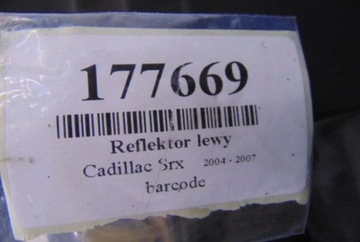 177669
Reflektor lewy
Cadillac Srx 2004 - 2007
barcode